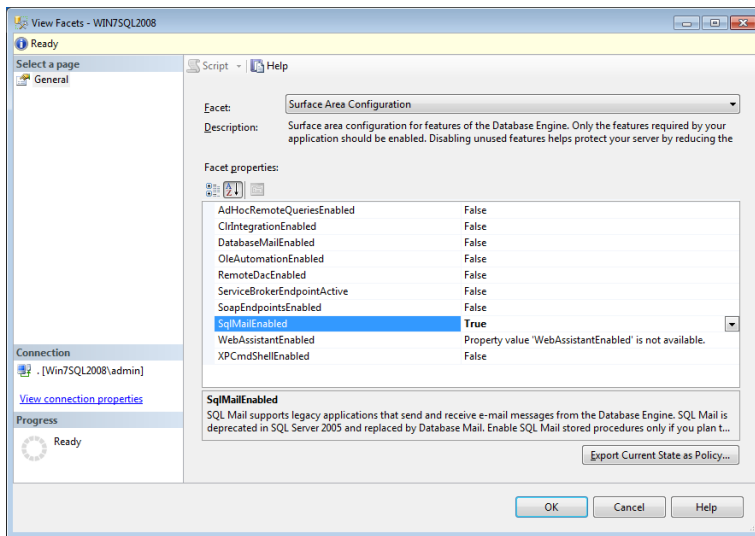 View Facets - WIN7SQL2008
Ready
Select a page
General
Script
Help
Facet:
Surface Area Configuration
Description:
Surface area configuration for features of the Database Engine. Only the features required by your
application should be enabled. Disabling unused features helps protect your server by reducing the
Facet properties:
AdHocRemoteQueriesEnabled False
ClrIntegrationEnabled False
DatabaseMailEnabled False
OleAutomationEnabled False
RemoteDacEnabled False
ServiceBrokerEndpointActive False
SoapEndpointsEnabled False
SqlMailEnabled True
WebAssistantEnabled Property value 'WebAssistantEnabled' is not available.
XPCmdShellEnabled False
SqlMailEnabled
SQL Mail supports legacy applications that send and receive e-mail messages from the Database Engine. SQL Mail is
deprecated in SQL Server 2005 and replaced by Database Mail. Enable SQL Mail stored procedures only if you plan t...
Connection
. [Win7SQL2008\admin]
View connection properties
Progress
Ready
Export Current State as Policy...
OK
Cancel
Help